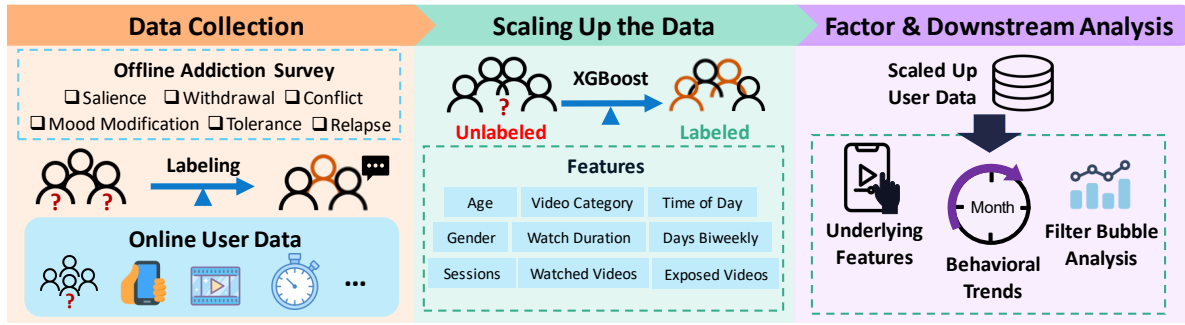 Data Collection
Offline Addiction Survey
Salience Withdrawal Conflict
Mood Modification Tolerance Relapse
? ?
Labeling
Online User Data
?
...
Scaling Up the Data
?
XGBoost
Unlabeled
Labeled
Features
Age Video Category Time of Day
Gender Watch Duration Days Biweekly
Sessions Watched Videos Exposed Videos
Factor & Downstream Analysis
Scaled Up
User Data
Underlying
Features
Month
Behavioral
Trends
Filter Bubble
Analysis